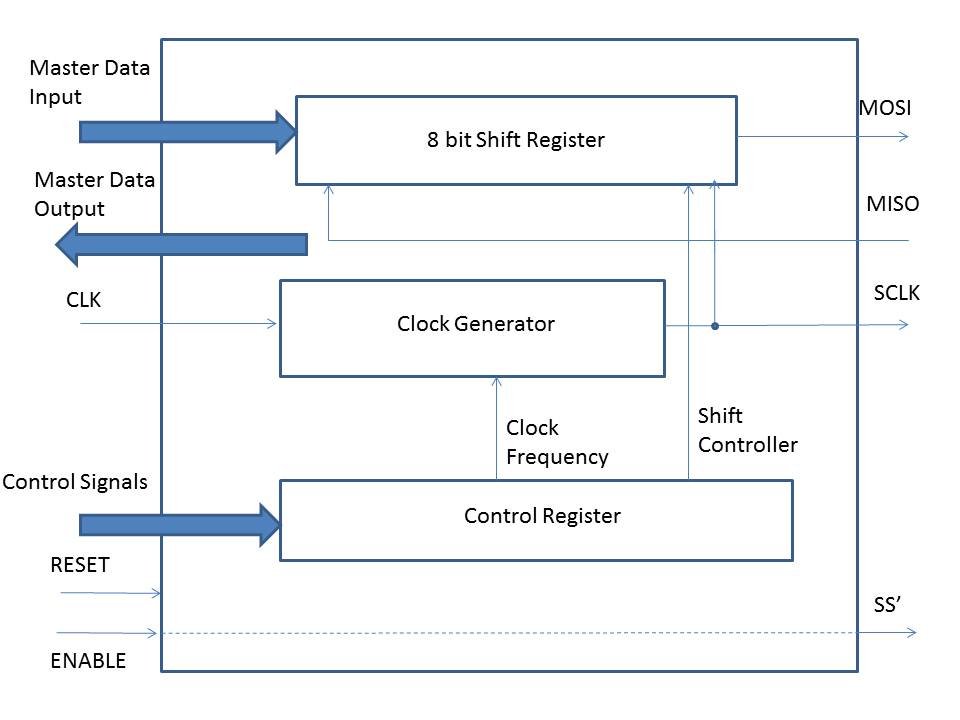 Master Data
Input
MOSI
8 bit Shift Register
Master Data
Output
MISO
CLK
SCLK
Clock Generator
Clock
Frequency
Shift
Controller
Control Signals
Control Register
RESET
SS’
ENABLE